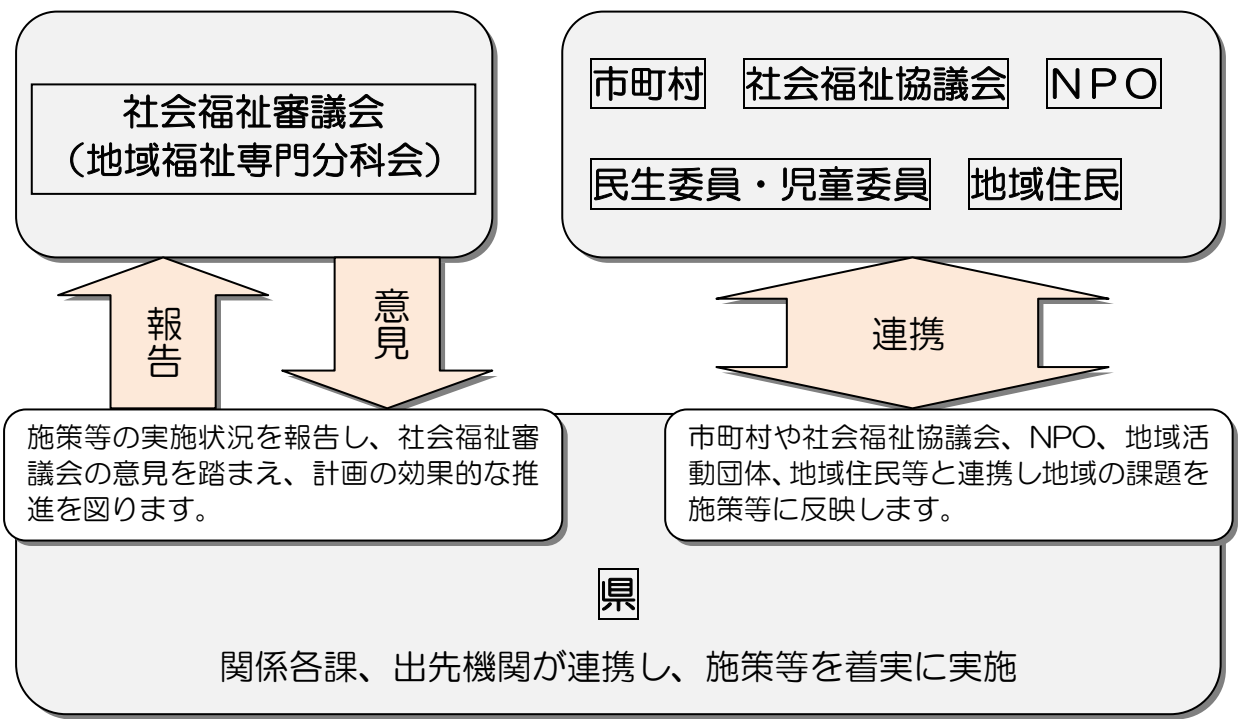 社会福祉審議会
（地域福祉専門分科会）
市町村 社会福祉協議会 ＮＰＯ
民生委員・児童委員 地域住民
報告
意見
連携
施策等の実施状況を報告し、社会福祉審
議会の意見を踏まえ、計画の効果的な推
進を図ります。
市町村や社会福祉協議会、NPO、地域活
動団体、地域住民等と連携し地域の課題を
施策等に反映します。
県
関係各課、出先機関が連携し、施策等を着実に実施